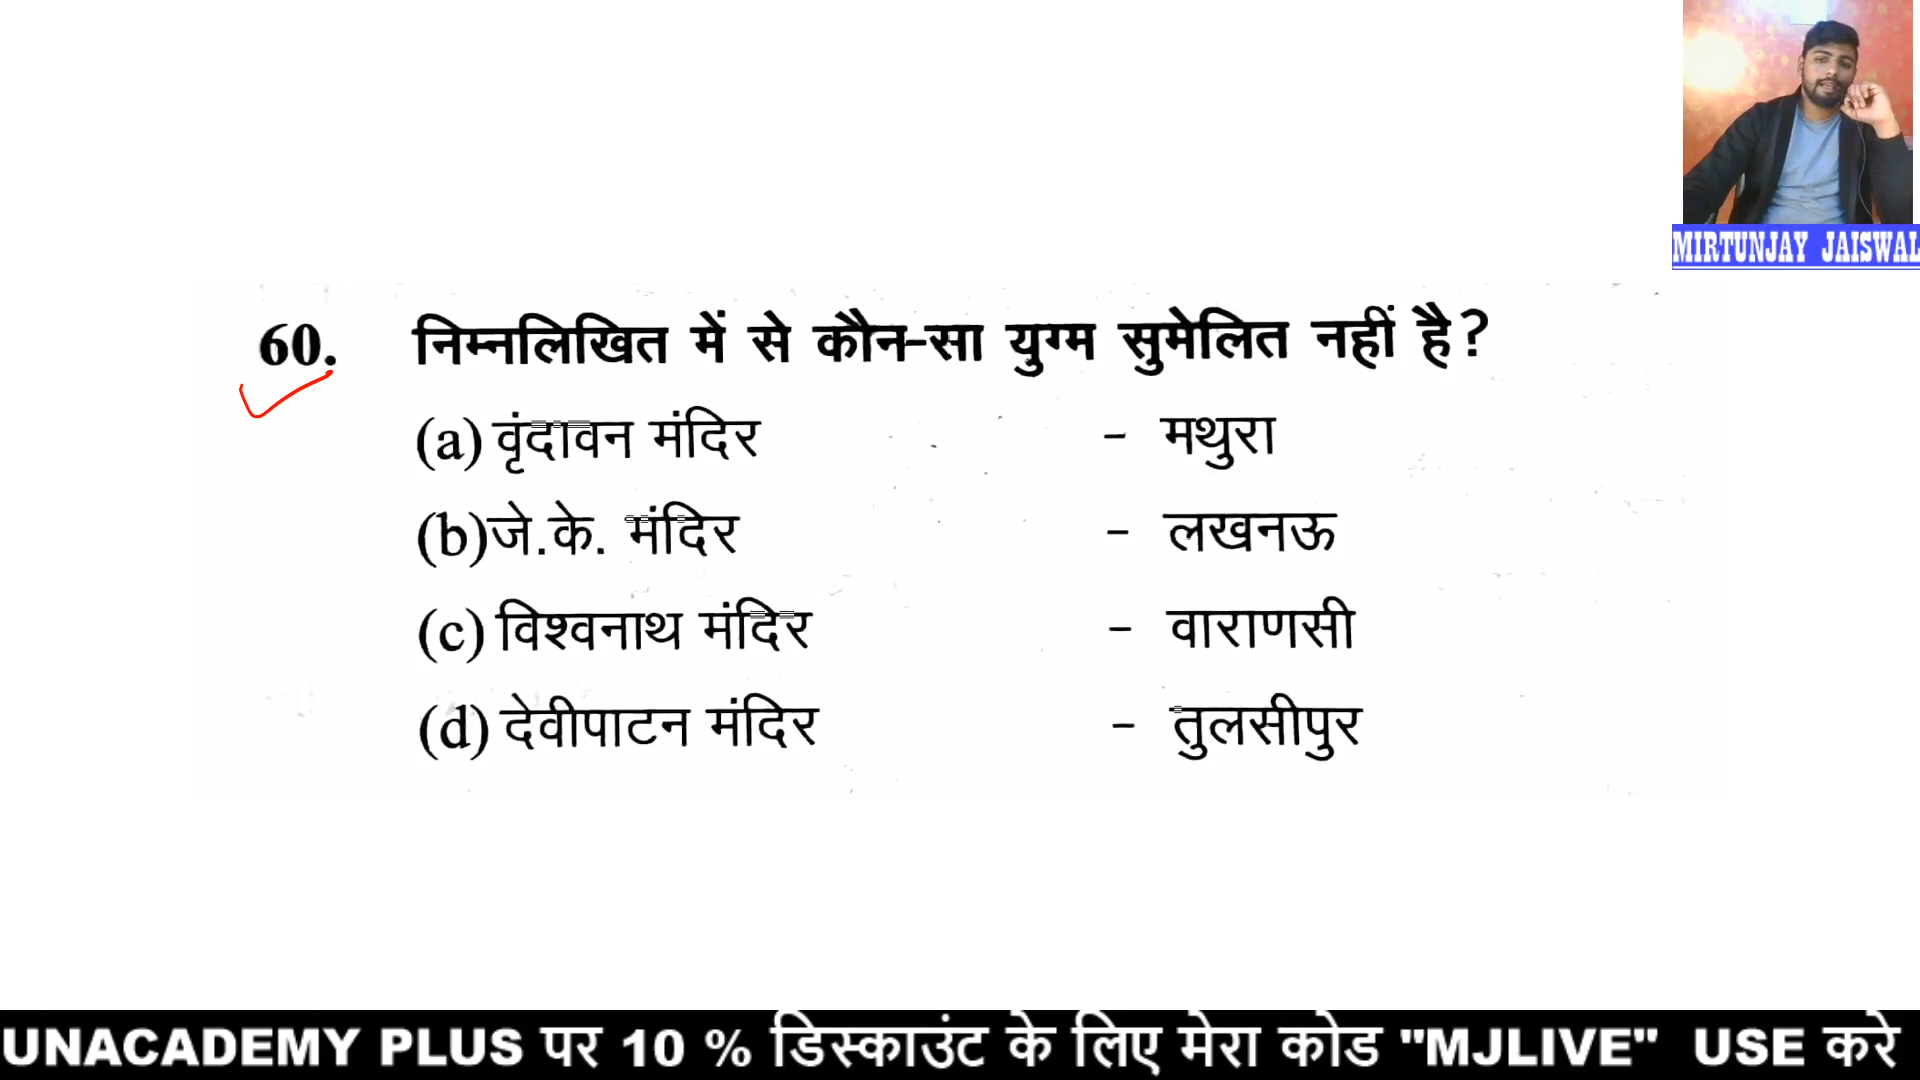 MIRTUNJAY JAISWAL
60. निम्नलिखित में से कौन-सा युग्म सुमेलित नहीं है?
(a) वृंदावन मंदिर - मथुरा
(b) जे.के. मंदिर - लखनऊ
(c) विश्वनाथ मंदिर - वाराणसी
(d) देवीपाटन मंदिर - तुलसीपुर
UNACADEMY PLUS पर 10 % डिस्काउंट के लिए मेरा कोड "MJLIVE" USE करे